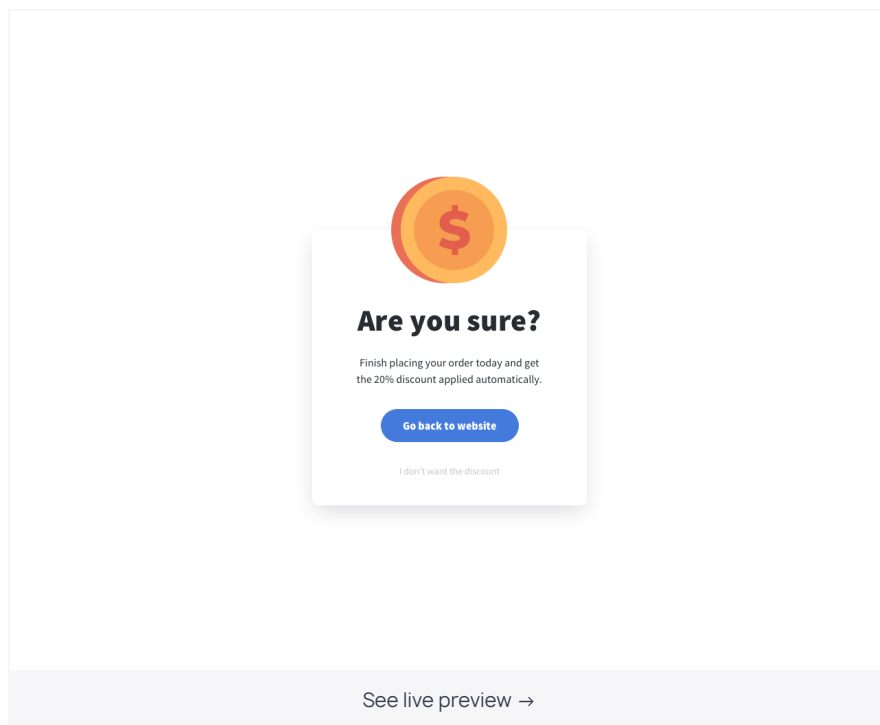 $
Are you sure?
Finish placing your order today and get
the 20% discount applied automatically.
Go back to website
I don't want the discount
See live preview →